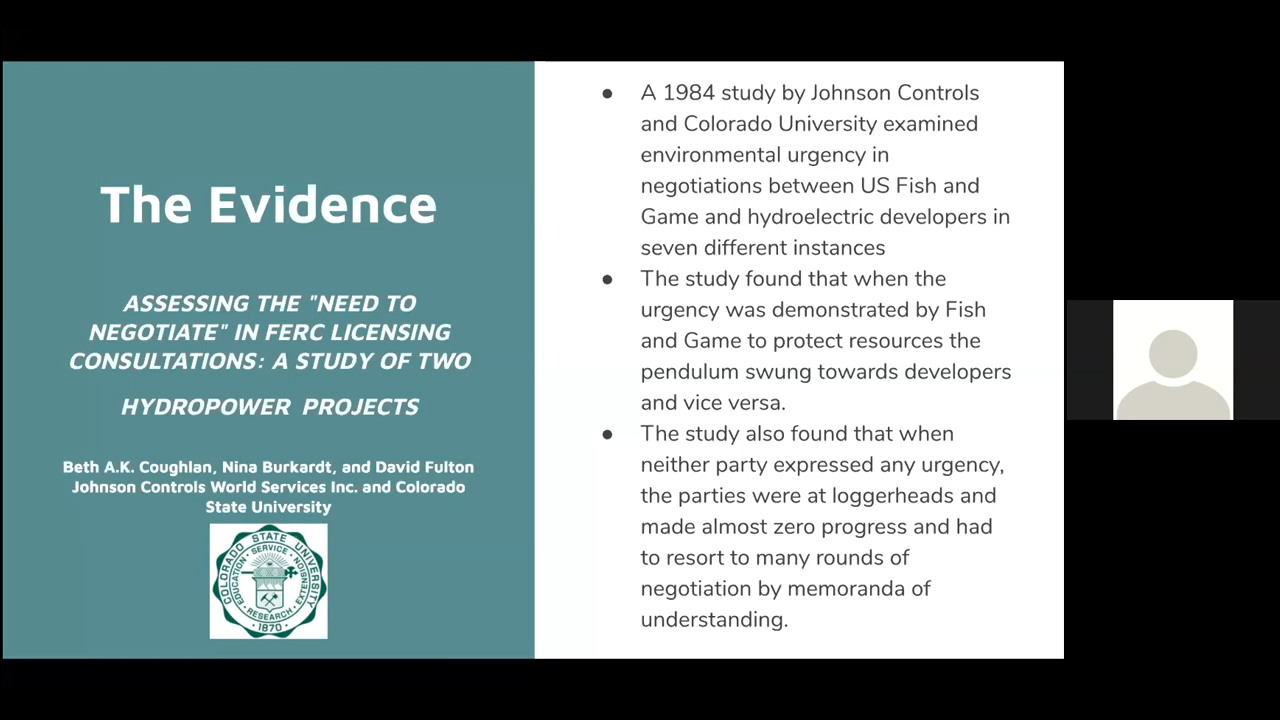 The Evidence
ASSESSING THE "NEED TO
NEGOTIATE" IN FERC LICENSING
CONSULTATIONS: A STUDY OF TWO
HYDROPOWER PROJECTS
Beth A.K. Coughlan, Nina Burkardt, and David Fulton
Johnson Controls World Services Inc. and Colorado
State University
COLORADO STATE UNIVERSITY
SERVICE
EDUCATION
EXTENSION
RESEARCH
1870
● A 1984 study by Johnson Controls
and Colorado University examined
environmental urgency in
negotiations between US Fish and
Game and hydroelectric developers in
seven different instances
● The study found that when the
urgency was demonstrated by Fish
and Game to protect resources the
pendulum swung towards developers
and vice versa.
● The study also found that when
neither party expressed any urgency,
the parties were at loggerheads and
made almost zero progress and had
to resort to many rounds of
negotiation by memoranda of
understanding.